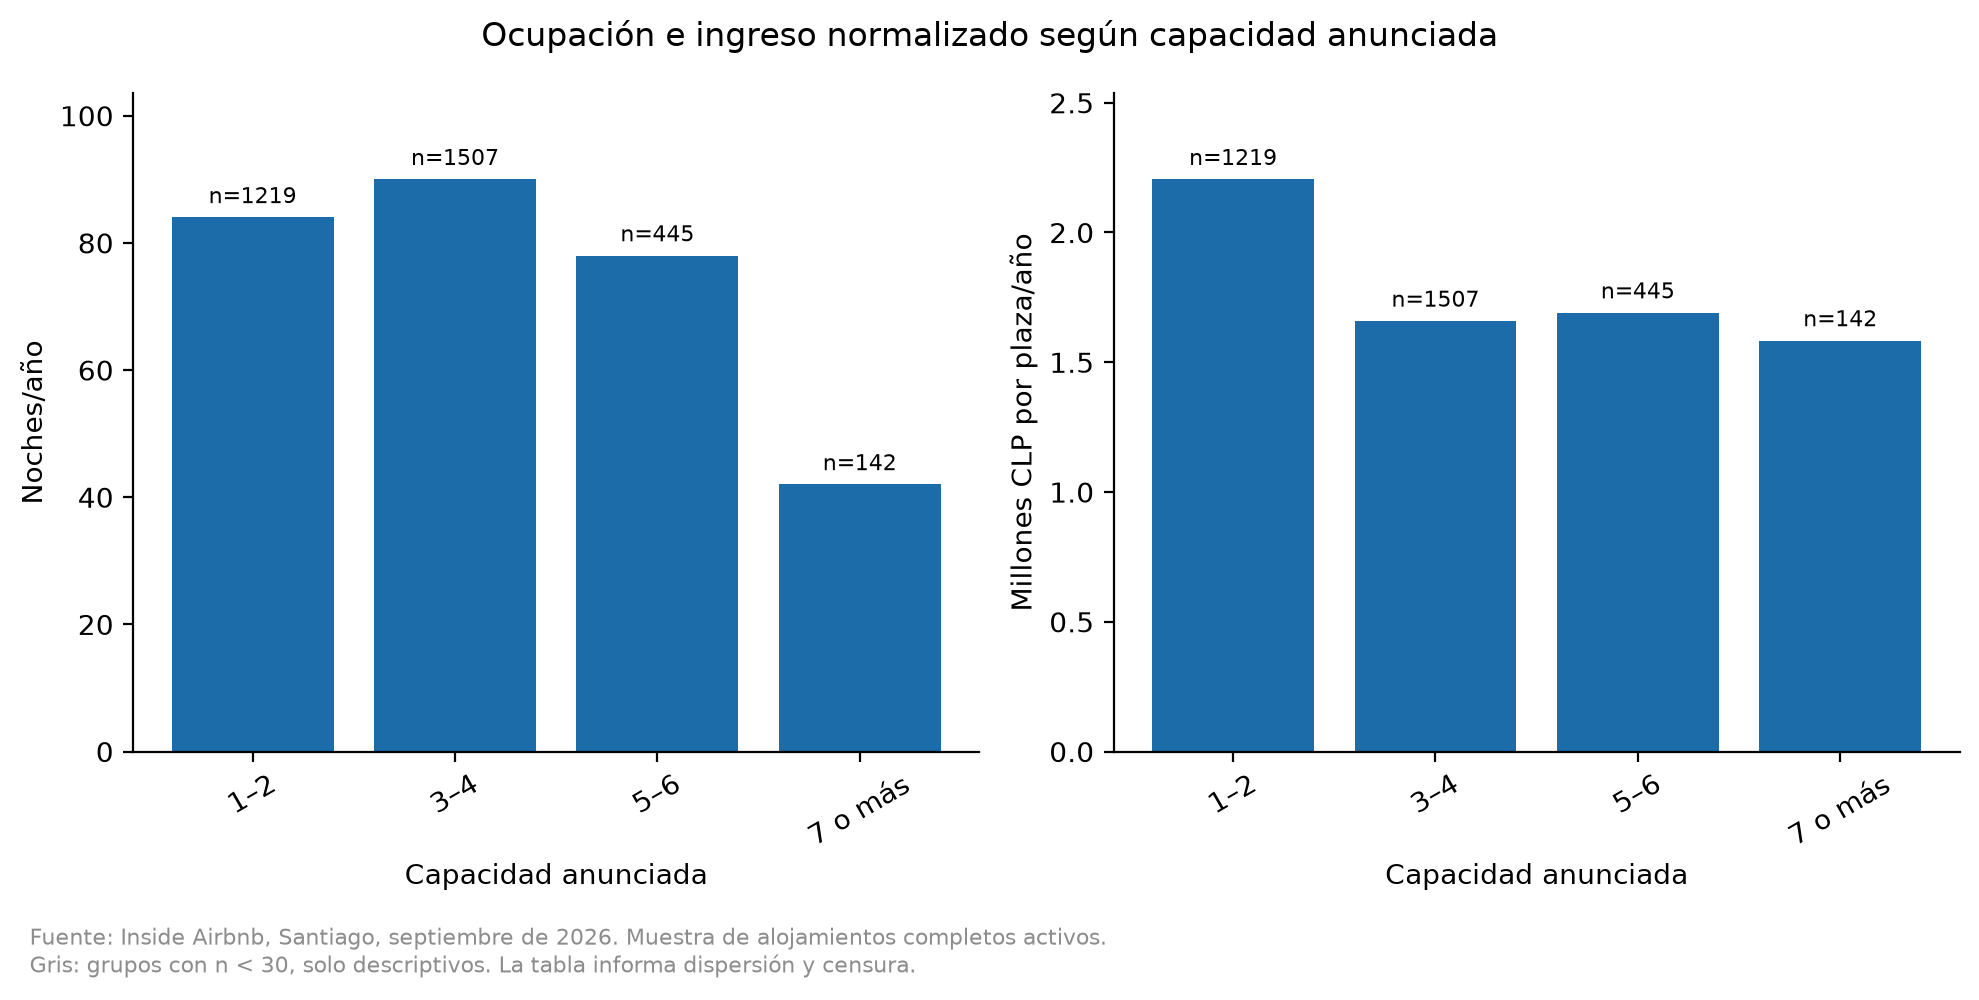 Ocupación e ingreso normalizado según capacidad anunciada
Noches/año
100
80
60
40
20
0
n=1219
n=1507
n=445
n=142
1–2
3–4
5–6
7 o más
Capacidad anunciada
Millones CLP por plaza/año
2.5
2.0
1.5
1.0
0.5
0.0
n=1219
n=1507
n=445
n=142
1–2
3–4
5–6
7 o más
Capacidad anunciada
Fuente: Inside Airbnb, Santiago, septiembre de 2026. Muestra de alojamientos completos activos.
Gris: grupos con n < 30, solo descriptivos. La tabla informa dispersión y censura.